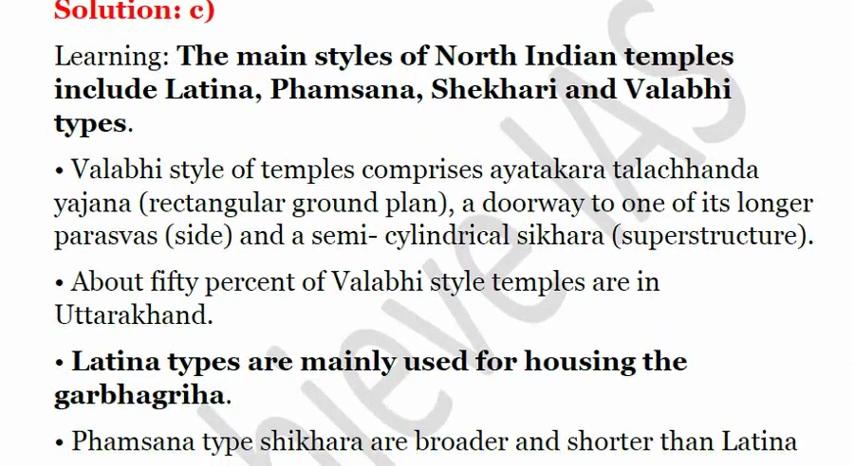 Solution: c)
Learning: The main styles of North Indian temples
include Latina, Phamsana, Shekhari and Valabhi
types.
• Valabhi style of temples comprises ayatakara talachhanda
yajana (rectangular ground plan), a doorway to one of its longer
parasvas (side) and a semi- cylindrical sikhara (superstructure).
• About fifty percent of Valabhi style temples are in
Uttarakhand.
• Latina types are mainly used for housing the
garbhagriha.
• Phamsana type shikhara are broader and shorter than Latina
hieve IAS